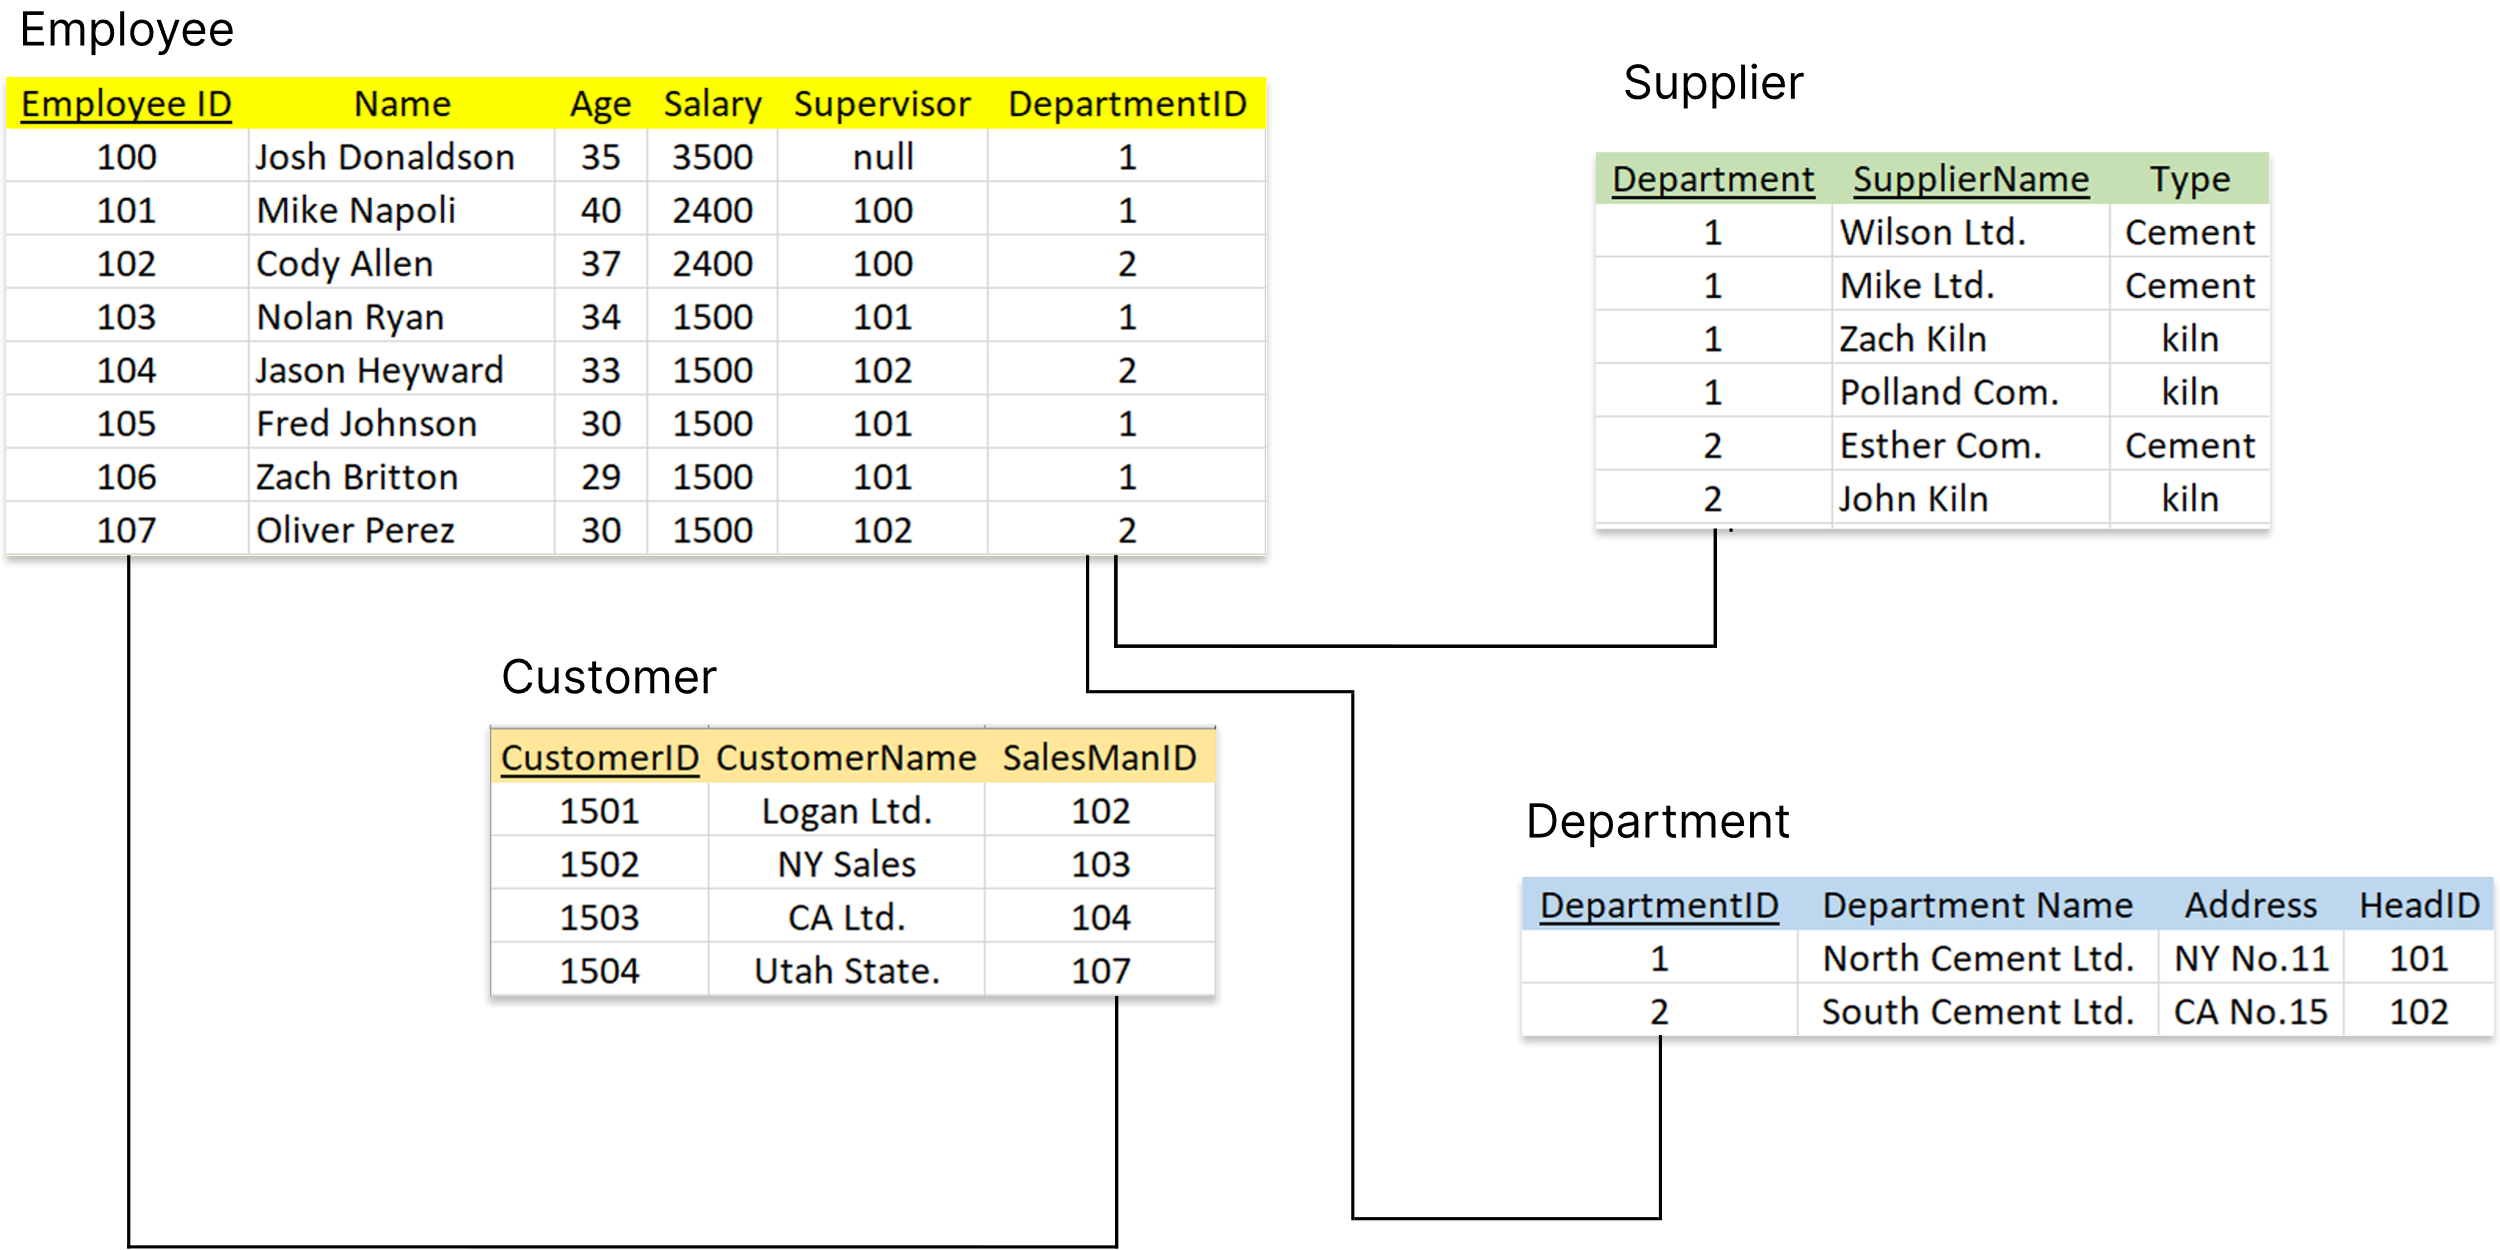 Employee
Employee ID Name Age Salary Supervisor DepartmentID
100 Josh Donaldson 35 3500 null 1
101 Mike Napoli 40 2400 100 1
102 Cody Allen 37 2400 100 2
103 Nolan Ryan 34 1500 101 1
104 Jason Heyward 33 1500 102 2
105 Fred Johnson 30 1500 101 1
106 Zach Britton 29 1500 101 1
107 Oliver Perez 30 1500 102 2
Supplier
Department SupplierName Type
1 Wilson Ltd. Cement
1 Mike Ltd. Cement
1 Zach Kiln kiln
1 Polland Com. kiln
2 Esther Com. Cement
2 John Kiln kiln
Customer
CustomerID CustomerName SalesManID
1501 Logan Ltd. 102
1502 NY Sales 103
1503 CA Ltd. 104
1504 Utah State. 107
Department
DepartmentID Department Name Address HeadID
1 North Cement Ltd. NY No.11 101
2 South Cement Ltd. CA No.15 102